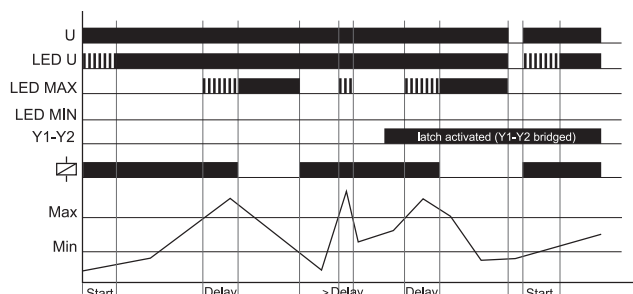 U
LED U
LED MAX
LED MIN
Y1-Y2
latch activated (Y1-Y2 bridged)
Max
Min
Start Delay >Delay Delay Start